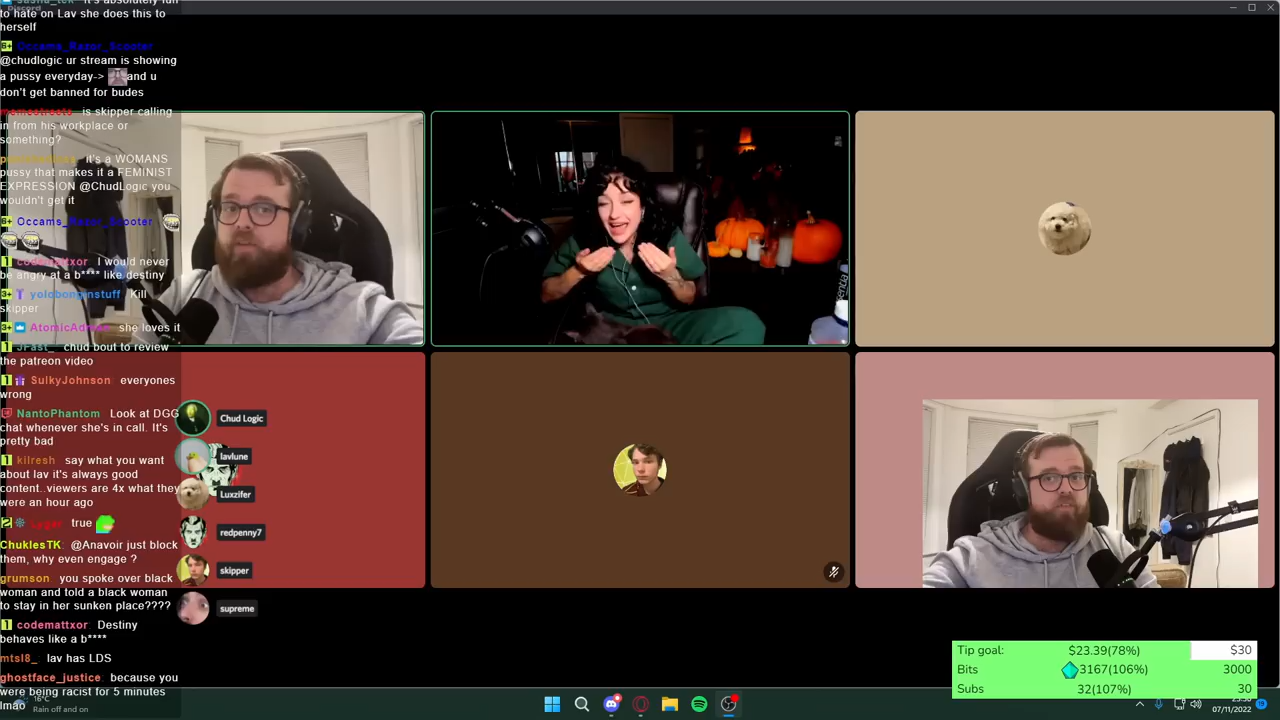 Discord
to hate on Lav she does this to
herself
Occams_Razor_Scooter
@chudlogic ur stream is showing
a pussy everyday-> and u
don't get banned for budes
is skipper calling
in from his workplace or
something?
it's a WOMANS
pussy that makes it a FEMINIST
EXPRESSION @ChudLogic you
wouldn't get it
Occams_Razor_Scooter
codemattxor: I would never
be angry at a b**** like destiny
yolobonginstuff: Kill
skipper
AtomicAdman: she loves it
JFast_: chud bout to review
the patreon video
SulkyJohnson: everyones
wrong
NantoPhantom: Look at DGG
chat whenever she's in call. It's
pretty bad
kilresh: say what you want
about lav it's always good
content..viewers are 4x what they
were an hour ago
Lyger: true
ChuklesTK: @Anavoir just block
them, why even engage ?
grumson: you spoke over black
woman and told a black woman
to stay in her sunken place????
codemattxor: Destiny
behaves like a b****
mtsl8_: lav has LDS
ghostface_justice: because you
were being racist for 5 minutes
lmao
Chud Logic
lavlune
Luxzifer
redpenny7
skipper
supreme
Tip goal: $23.39(78%) $30
Bits 3167(106%) 3000
Subs 32(107%) 30
16°C
Rain off and on
07/11/2022